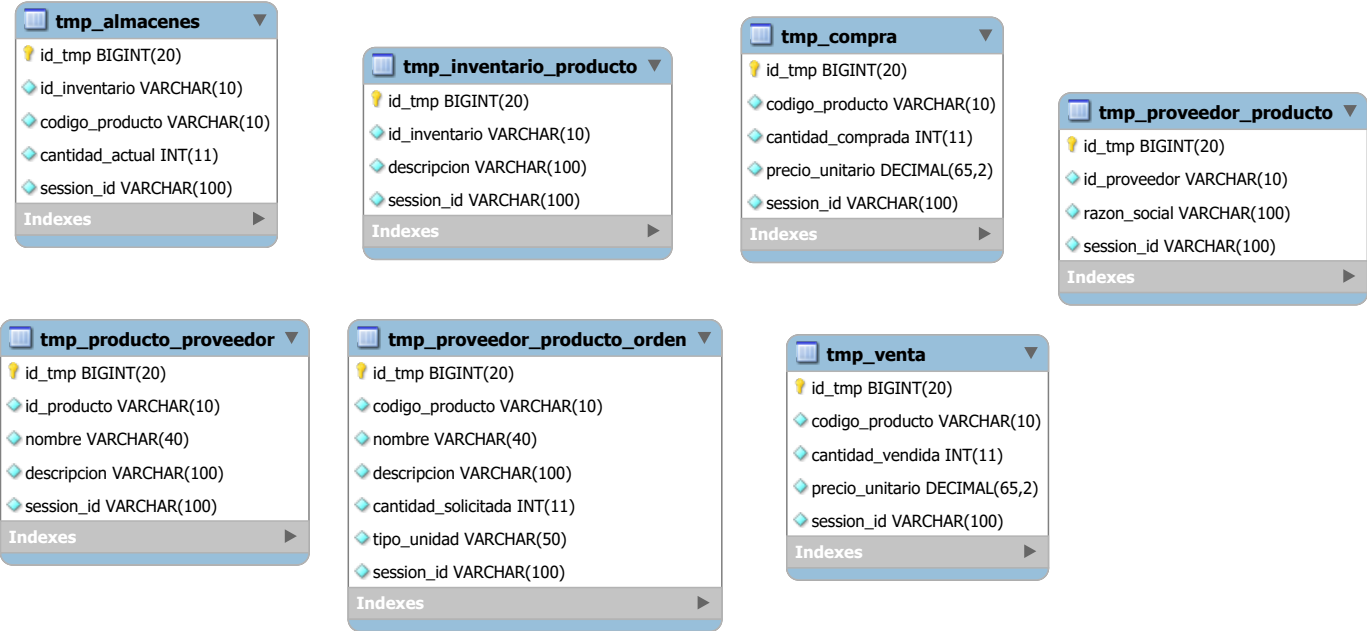 tmp_almacenes
id_tmp BIGINT(20)
id_inventario VARCHAR(10)
codigo_producto VARCHAR(10)
cantidad_actual INT(11)
session_id VARCHAR(100)
Indexes
tmp_inventario_producto
id_tmp BIGINT(20)
id_inventario VARCHAR(10)
descripcion VARCHAR(100)
session_id VARCHAR(100)
Indexes
tmp_compra
id_tmp BIGINT(20)
codigo_producto VARCHAR(10)
cantidad_comprada INT(11)
precio_unitario DECIMAL(65,2)
session_id VARCHAR(100)
Indexes
tmp_proveedor_producto
id_tmp BIGINT(20)
id_proveedor VARCHAR(10)
razon_social VARCHAR(100)
session_id VARCHAR(100)
Indexes
tmp_producto_proveedor
id_tmp BIGINT(20)
id_producto VARCHAR(10)
nombre VARCHAR(40)
descripcion VARCHAR(100)
session_id VARCHAR(100)
Indexes
tmp_proveedor_producto_orden
id_tmp BIGINT(20)
codigo_producto VARCHAR(10)
nombre VARCHAR(40)
descripcion VARCHAR(100)
cantidad_solicitada INT(11)
tipo_unidad VARCHAR(50)
session_id VARCHAR(100)
Indexes
tmp_venta
id_tmp BIGINT(20)
codigo_producto VARCHAR(10)
cantidad_vendida INT(11)
precio_unitario DECIMAL(65,2)
session_id VARCHAR(100)
Indexes